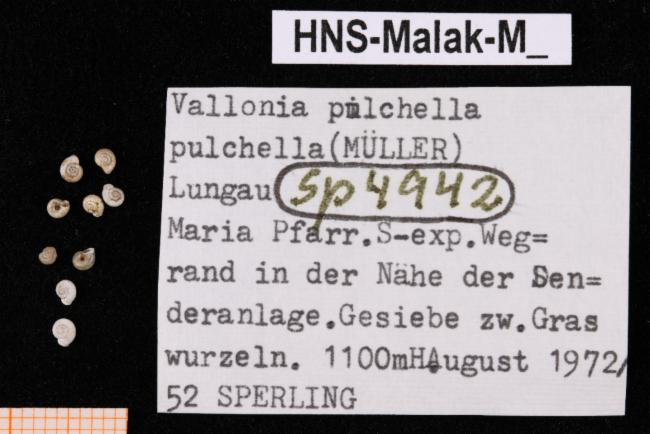 HNS-Malak-M_
Vallonia pulchella
pulchella(MÜLLER)
Lungau sp4942
Maria Pfarr.S-exp.Weg=
rand in der Nähe der Sen=
deranlage.Gesiebe zw.Gras
wurzeln. 1100mHAugust 1972/
52 SPERLING